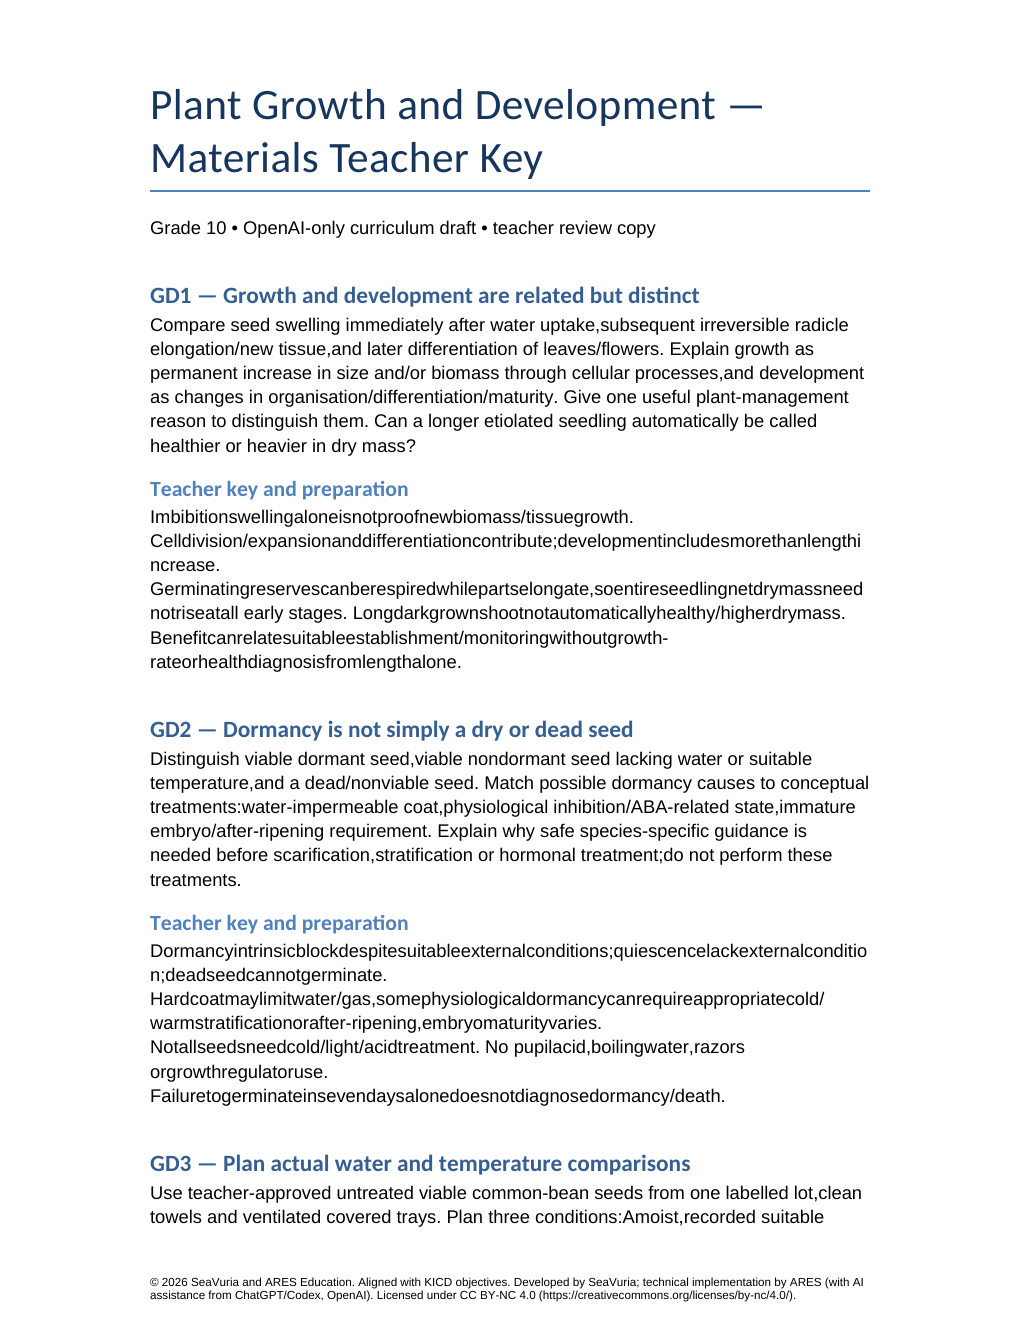 Plant Growth and Development —
Materials Teacher Key
Grade 10 • OpenAI-only curriculum draft • teacher review copy
GD1 — Growth and development are related but distinct
Compare seed swelling immediately after water uptake,subsequent irreversible radicle
elongation/new tissue,and later differentiation of leaves/flowers. Explain growth as
permanent increase in size and/or biomass through cellular processes,and development
as changes in organisation/differentiation/maturity. Give one useful plant-management
reason to distinguish them. Can a longer etiolated seedling automatically be called
healthier or heavier in dry mass?
Teacher key and preparation
Imbibitionswellingaloneisnotproofnewbiomass/tissuegrowth.
Celldivision/expansionanddifferentiationcontribute;developmentincludesmorethanlengthi
ncrease.
Germinatingreservescanberespiredwhilepartselongate,soentireseedlingnetdrymassneed
notriseatall early stages. Longdarkgrownshootnotautomaticallyhealthy/higherdrymass.
Benefitcanrelatesuitableestablishment/monitoringwithoutgrowth-
rateorhealthdiagnosisfromlengthalone.
GD2 — Dormancy is not simply a dry or dead seed
Distinguish viable dormant seed,viable nondormant seed lacking water or suitable
temperature,and a dead/nonviable seed. Match possible dormancy causes to conceptual
treatments:water-impermeable coat,physiological inhibition/ABA-related state,immature
embryo/after-ripening requirement. Explain why safe species-specific guidance is
needed before scarification,stratification or hormonal treatment;do not perform these
treatments.
Teacher key and preparation
Dormancyintrinsicblockdespitesuitableexternalconditions;quiescencelackexternalconditio
n;deadseedcannotgerminate.
Hardcoatmaylimitwater/gas,somephysiologicaldormancycanrequireappropriatecold/
warmstratificationorafter-ripening,embryomaturityvaries.
Notallseedsneedcold/light/acidtreatment. No pupilacid,boilingwater,razors
orgrowthregulatoruse.
Failuretogerminateinsevendaysalonedoesnotdiagnosedormancy/death.
GD3 — Plan actual water and temperature comparisons
Use teacher-approved untreated viable common-bean seeds from one labelled lot,clean
towels and ventilated covered trays. Plan three conditions:Amoist,recorded suitable
© 2026 SeaVuria and ARES Education. Aligned with KICD objectives. Developed by SeaVuria; technical implementation by ARES (with AI
assistance from ChatGPT/Codex, OpenAI). Licensed under CC BY-NC 4.0 (https://creativecommons.org/licenses/by-nc/4.0/).